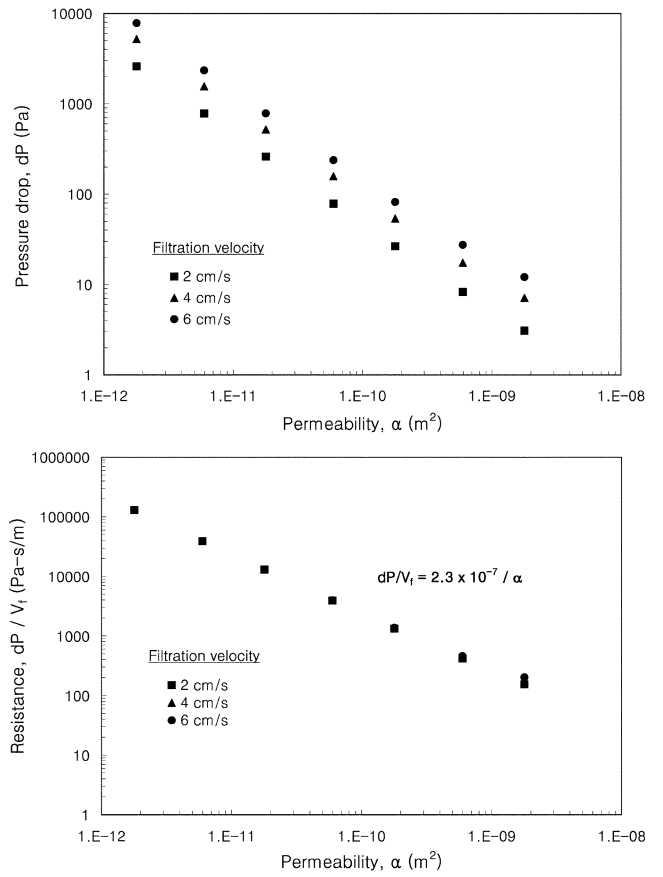 10000
1000
100
10
1
Pressure drop, dP (Pa)
Filtration velocity
2 cm/s
4 cm/s
6 cm/s
1.E-12 1.E-11 1.E-10 1.E-09 1.E-08
Permeability, α (m²)
1000000
100000
10000
1000
100
10
1
Resistance, dP / Vf (Pa-s/m)
dP/Vf = 2.3 x 10⁻⁷ / α
Filtration velocity
2 cm/s
4 cm/s
6 cm/s
1.E-12 1.E-11 1.E-10 1.E-09 1.E-08
Permeability, α (m²)